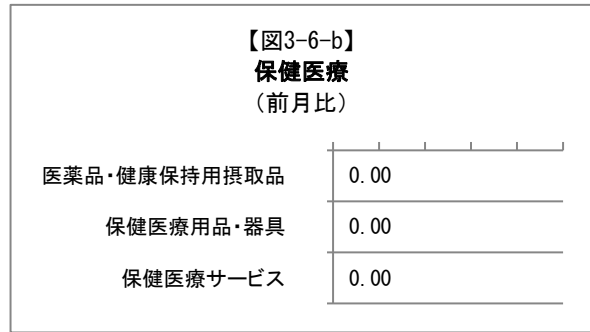 【図3-6-b】
保健医療
（前月比）
医薬品・健康保持用摂取品 0.00
保健医療用品・器具 0.00
保健医療サービス 0.00